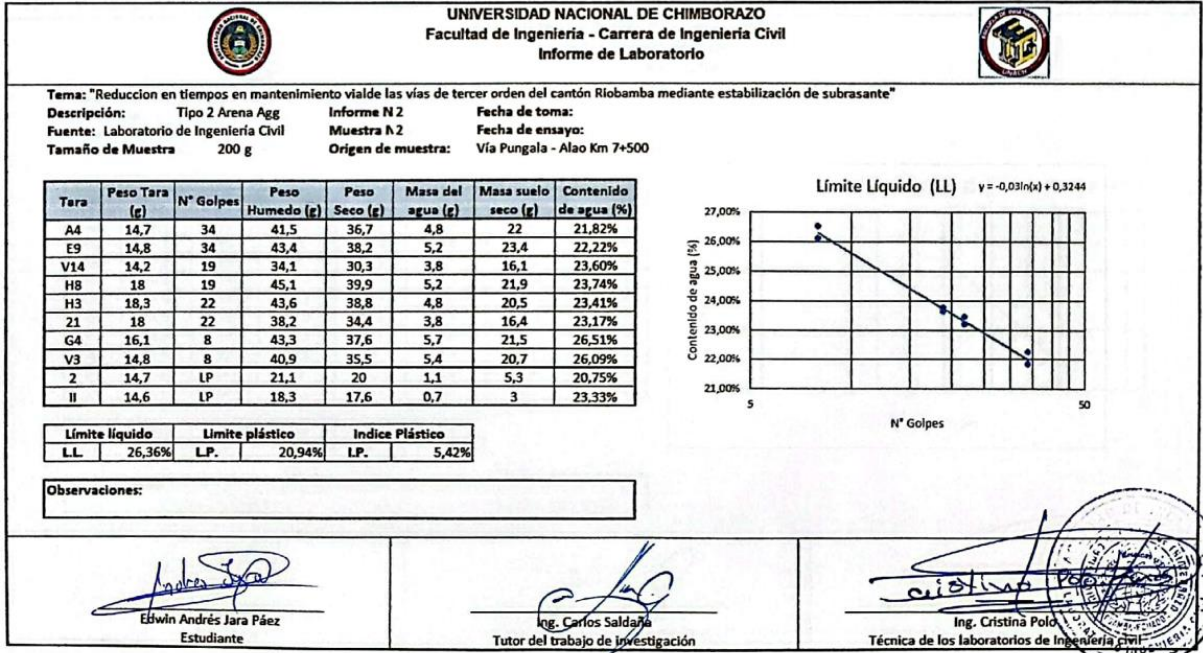 UNIVERSIDAD NACIONAL DE CHIMBORAZO
Facultad de Ingenieria - Carrera de Ingenieria Civil
Informe de Laboratorio
Tema: "Reduccion en tiempos en mantenimiento vialde las vías de tercer orden del cantón Riobamba mediante estabilización de subrasante"
Descripción: Tipo 2 Arena Agg Informe N 2 Fecha de toma:
Fuente: Laboratorio de Ingeniería Civil Muestra N 2 Fecha de ensayo:
Tamaño de Muestra 200 g Origen de muestra: Vía Pungala - Alao Km 7+500
Tara Peso Tara (g) N° Golpes Peso Humedo (g) Peso Seco (g) Masa del agua (g) Masa suelo seco (g) Contenido de agua (%)
A4 14,7 34 41,5 36,7 4,8 22 21,82%
E9 14,8 34 43,4 38,2 5,2 23,4 22,22%
V14 14,2 19 34,1 30,3 3,8 16,1 23,60%
H8 18 19 45,1 39,9 5,2 21,9 23,74%
H3 18,3 22 43,6 38,8 4,8 20,5 23,41%
21 18 22 38,2 34,4 3,8 16,4 23,17%
G4 16,1 8 43,3 37,6 5,7 21,5 26,51%
V3 14,8 8 40,9 35,5 5,4 20,7 26,09%
2 14,7 LP 21,1 20 1,1 5,3 20,75%
II 14,6 LP 18,3 17,6 0,7 3 23,33%
Límite líquido Limite plástico Indice Plástico
L.L. 26,36% L.P. 20,94% I.P. 5,42%
Observaciones:
Límite Líquido (LL) y = -0,03ln(x) + 0,3244
27,00%
26,00%
25,00%
24,00%
23,00%
22,00%
21,00%
Contenido de agua (%)
5 50
N° Golpes
Edwin Andrés Jara Páez
Estudiante
Ing. Carlos Saldaña
Tutor del trabajo de investigación
Ing. Cristina Polo
Técnica de los laboratorios de Ingeniería Civil